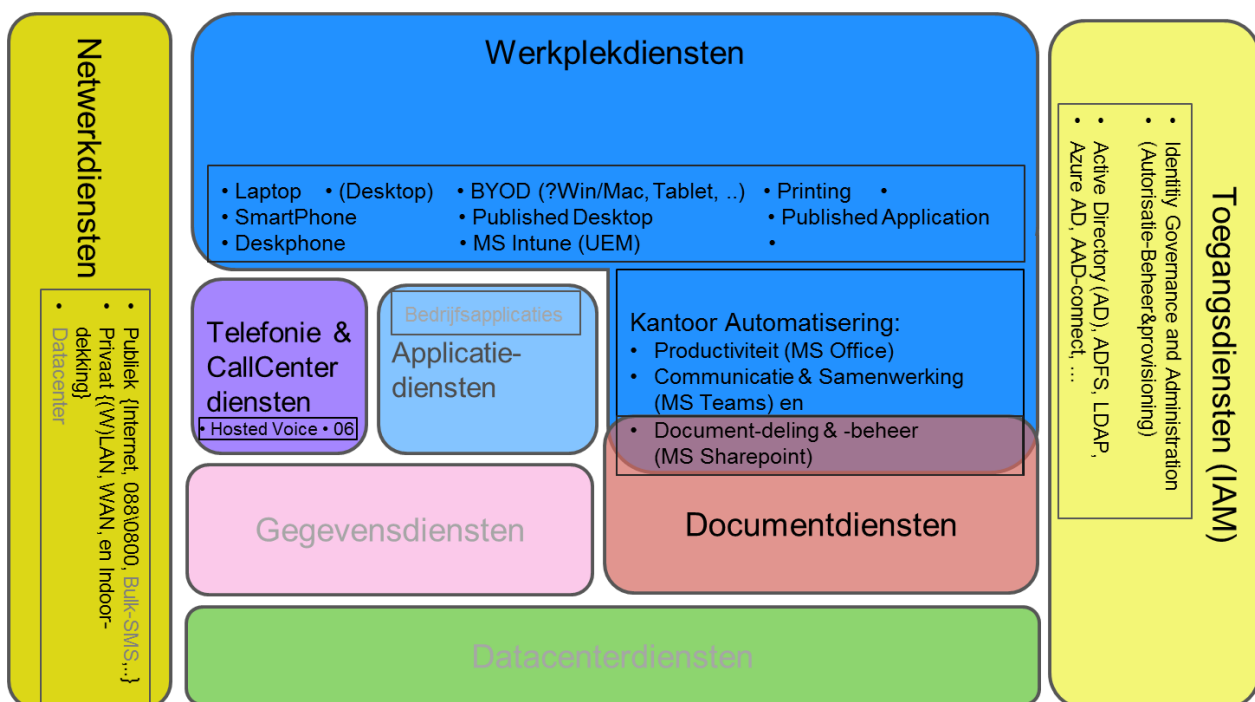 Netwerkdiensten
• Publiek {Internet, 088\0800, Bulk-SMS,...}
• Privaat {(W)LAN, WAN, en Indoor-
dekking}
• Datacenter
Werkplekdiensten
• Laptop • (Desktop) • BYOD (?Win/Mac, Tablet, ..) • Printing •
• SmartPhone • Published Desktop • Published Application
• Deskphone • MS Intune (UEM) •
Telefonie &
CallCenter
diensten
• Hosted Voice • 06
Bedrijfsapplicaties
Applicatie-
diensten
Kantoor Automatisering:
• Productiviteit (MS Office)
• Communicatie & Samenwerking
(MS Teams) en
• Document-deling & -beheer
(MS Sharepoint)
Gegevensdiensten
Documentdiensten
Datacenterdiensten
Toegangsdiensten (IAM)
• Identitiy Governance and Administration
• (Autorisatie-Beheer&provisioning)
• Active Directory (AD), ADFS, LDAP,
• Azure AD, AAD-connect, ...